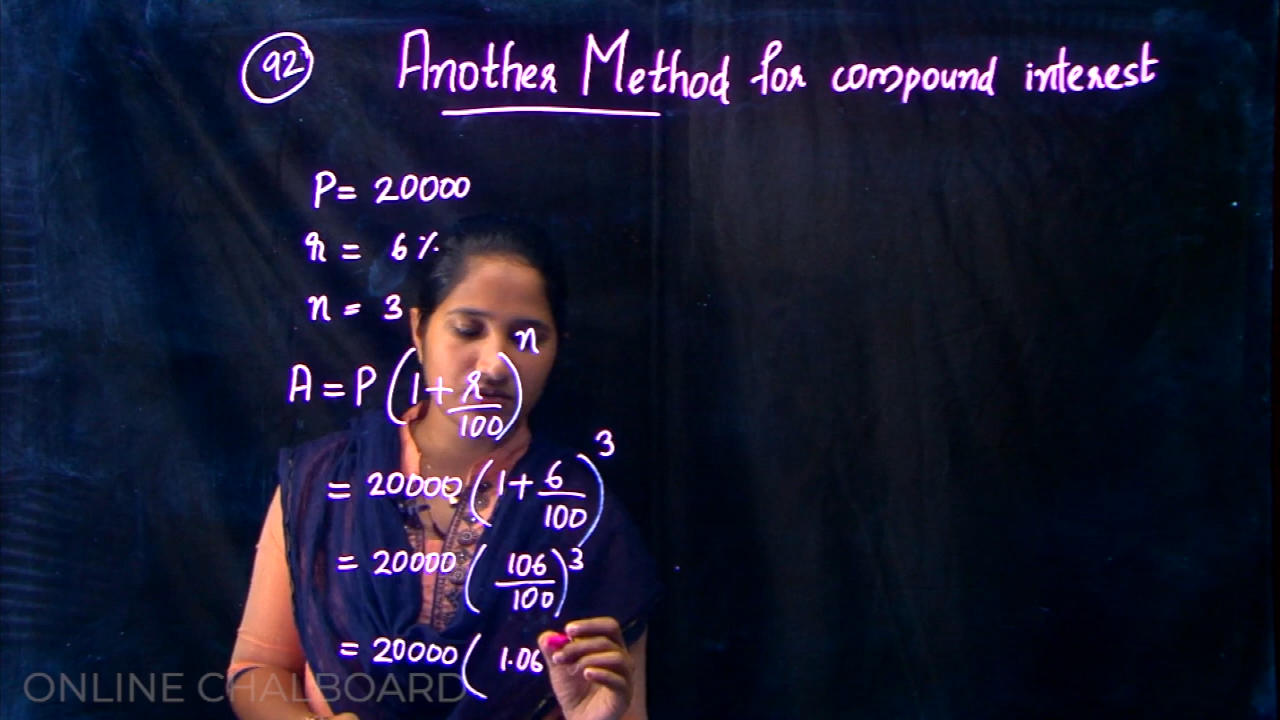 92 Another Method for compound interest
P = 20000
r = 6%
n = 3
A = P(1 + r/100)^n
= 20000(1 + 6/100)^3
= 20000(106/100)^3
= 20000(1.06
ONLINE CHALBOARD